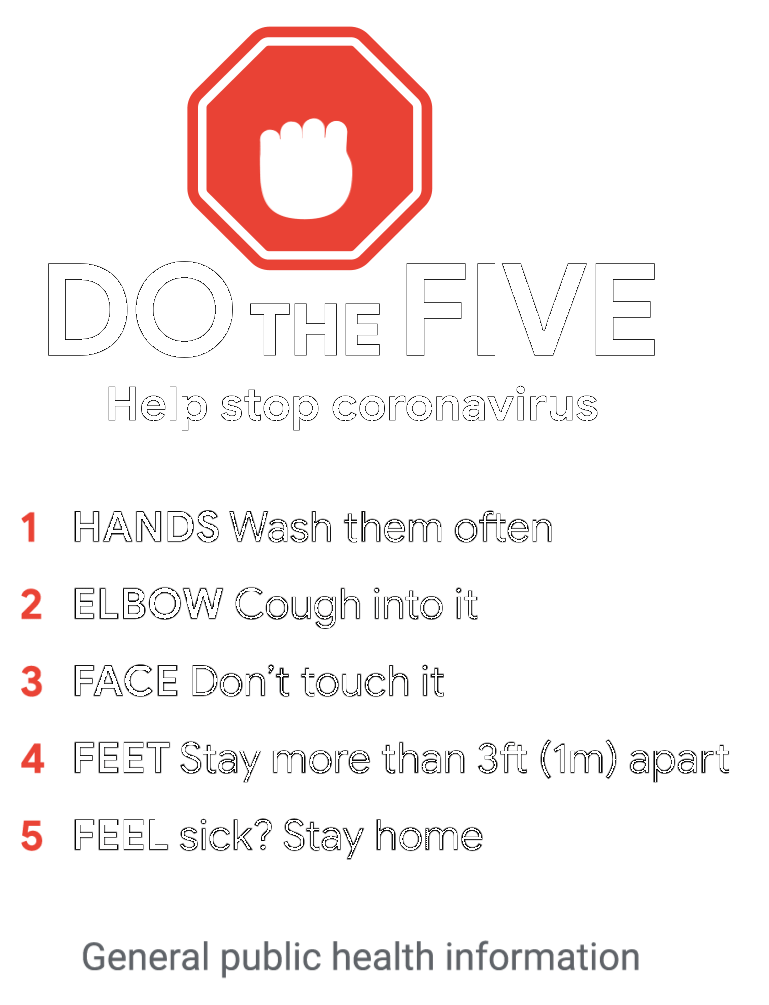 DO THE FIVE
Help stop coronavirus
1 HANDS Wash them often
2 ELBOW Cough into it
3 FACE Don’t touch it
4 FEET Stay more than 3ft (1m) apart
5 FEEL sick? Stay home
General public health information